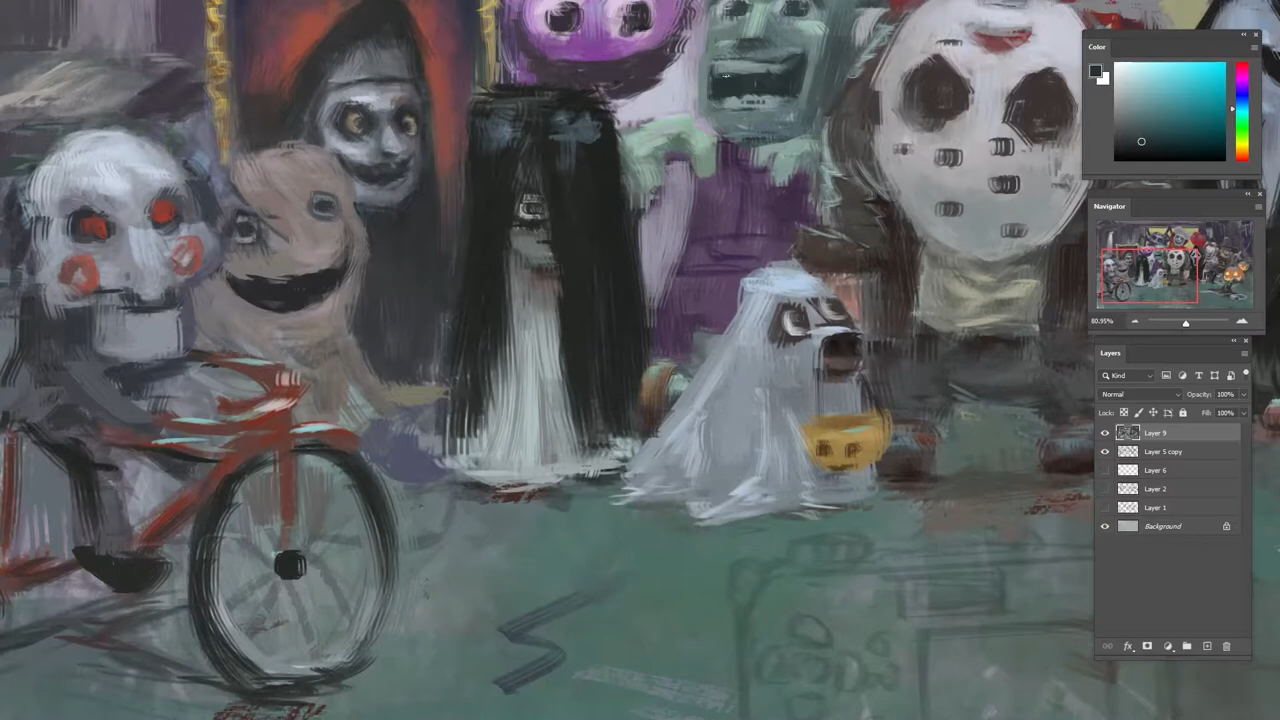 Color
Navigator
80.95%
Layers
Kind
Normal
Opacity: 100%
Lock:
Fill: 100%
Layer 9
Layer 5 copy
Layer 6
Layer 2
Layer 1
Background
fx